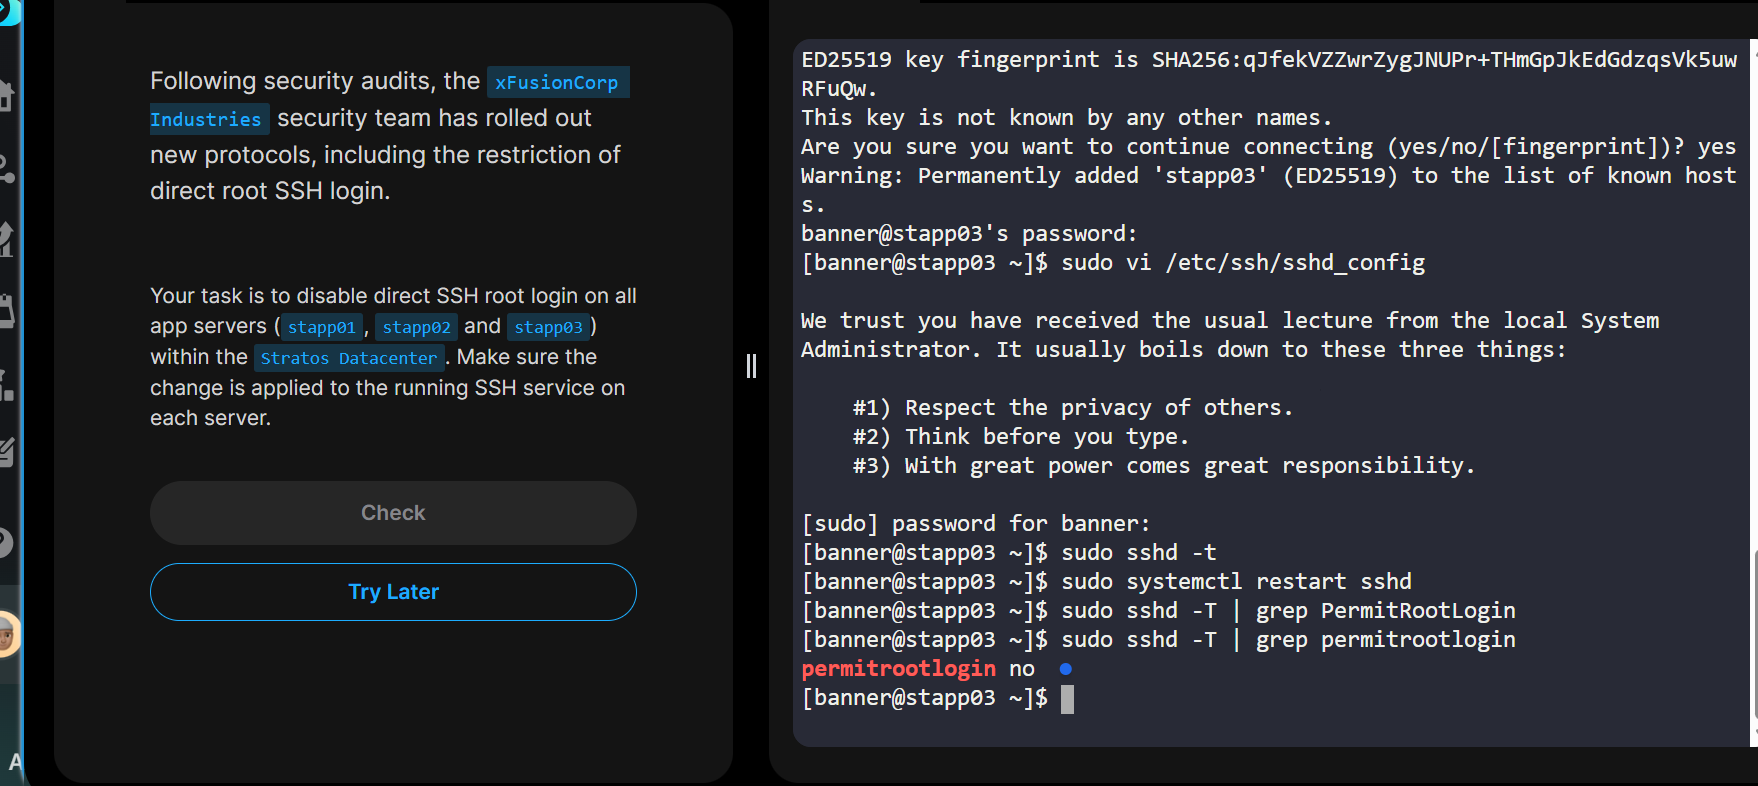 Following security audits, the xFusionCorp
Industries security team has rolled out
new protocols, including the restriction of
direct root SSH login.
Your task is to disable direct SSH root login on all
app servers ( stapp01 , stapp02 and stapp03 )
within the Stratos Datacenter . Make sure the
change is applied to the running SSH service on
each server.
Check
Try Later
A
ED25519 key fingerprint is SHA256:qJfekVZZwrZygJNUPr+THmGpJkEdGdzqsVk5uw
RFuQw.
This key is not known by any other names.
Are you sure you want to continue connecting (yes/no/[fingerprint])? yes
Warning: Permanently added 'stapp03' (ED25519) to the list of known host
s.
banner@stapp03's password:
[banner@stapp03 ~]$ sudo vi /etc/ssh/sshd_config
We trust you have received the usual lecture from the local System
Administrator. It usually boils down to these three things:
#1) Respect the privacy of others.
#2) Think before you type.
#3) With great power comes great responsibility.
[sudo] password for banner:
[banner@stapp03 ~]$ sudo sshd -t
[banner@stapp03 ~]$ sudo systemctl restart sshd
[banner@stapp03 ~]$ sudo sshd -T | grep PermitRootLogin
[banner@stapp03 ~]$ sudo sshd -T | grep permitrootlogin
permitrootlogin no
[banner@stapp03 ~]$